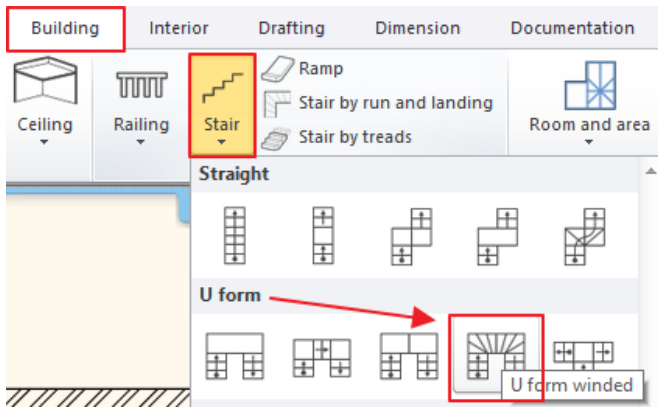 Building Interior Drafting Dimension Documentation
Ceiling
Railing
Stair
Ramp
Stair by run and landing
Stair by treads
Room and area
Straight
U form
U form winded